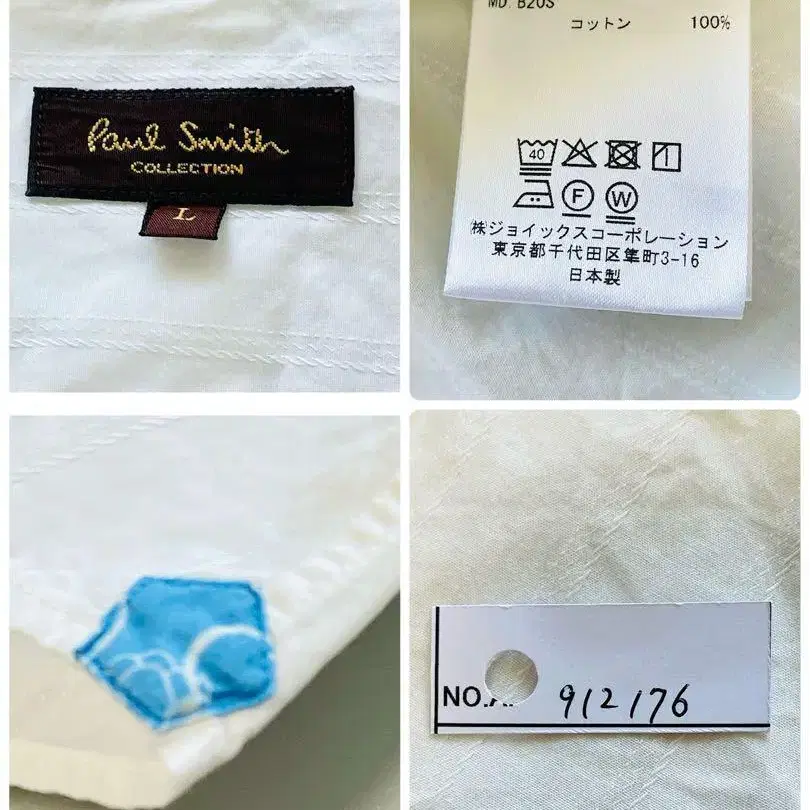 Paul Smith
COLLECTION
L
MD. B20S
コットン 100%
40
F
W
㈱ジョイックスコーポレーション
東京都千代田区隼町3-16
日本製
NO.A.
912176